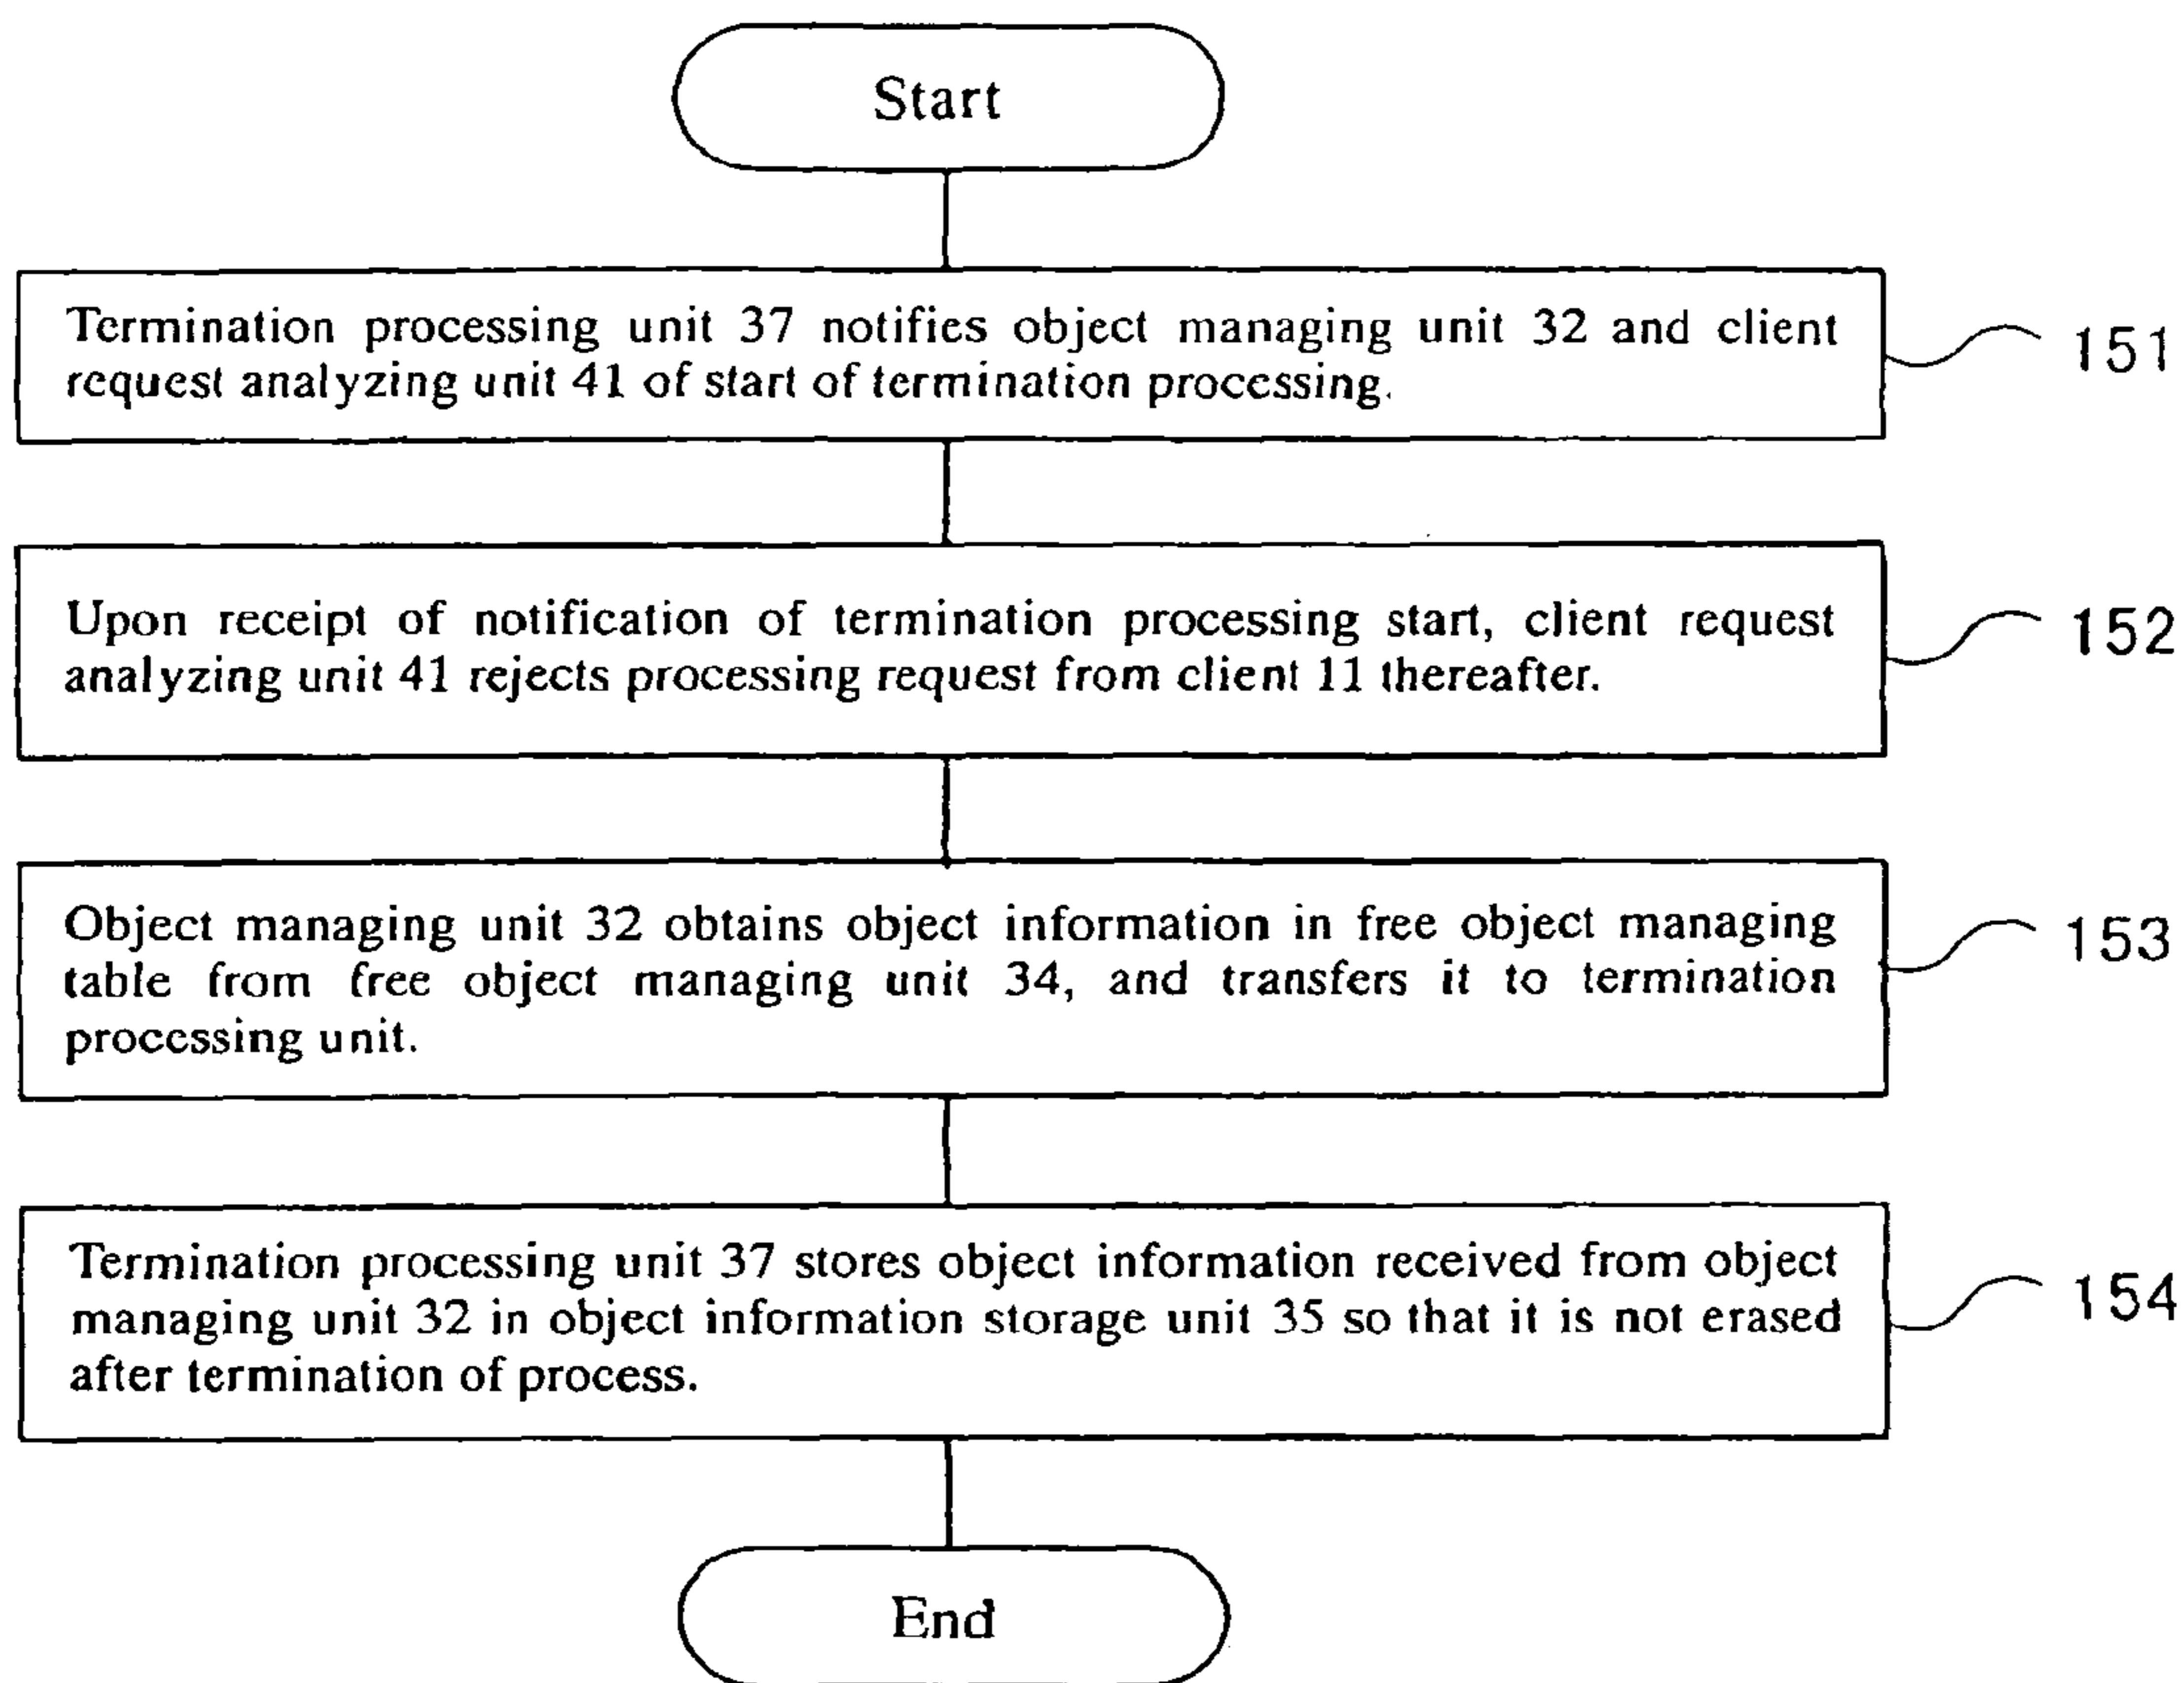 Start
Termination processing unit 37 notifies object managing unit 32 and client
request analyzing unit 41 of start of termination processing.
151
Upon receipt of notification of termination processing start, client request
analyzing unit 41 rejects processing request from client 11 thereafter.
152
Object managing unit 32 obtains object information in free object managing
table from free object managing unit 34, and transfers it to termination
processing unit.
153
Termination processing unit 37 stores object information received from object
managing unit 32 in object information storage unit 35 so that it is not erased
after termination of process.
154
End